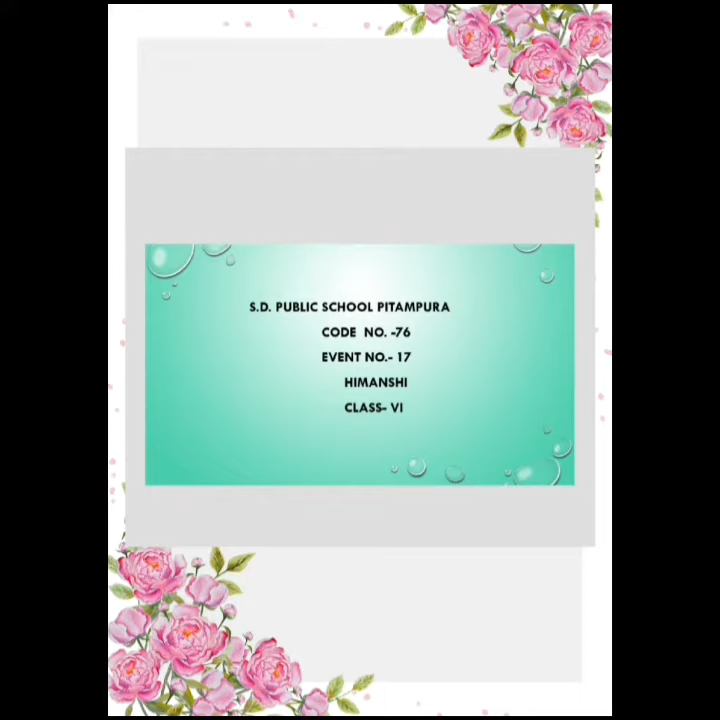 S.D. PUBLIC SCHOOL PITAMPURA
CODE NO. -76
EVENT NO.- 17
HIMANSHI
CLASS- VI